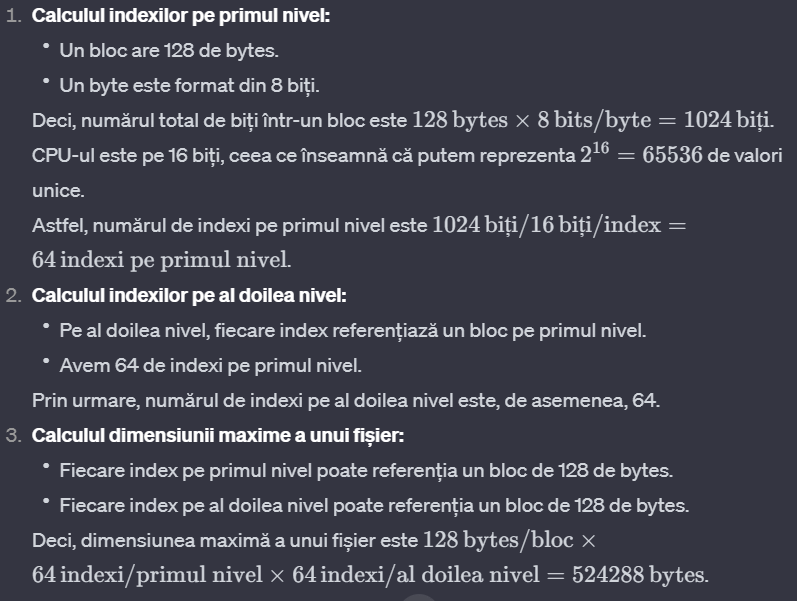 1. Calculul indexilor pe primul nivel:
• Un bloc are 128 de bytes.
• Un byte este format din 8 biți.
Deci, numărul total de biți într-un bloc este 128 bytes × 8 bits/byte = 1024 biți.
CPU-ul este pe 16 biți, ceea ce înseamnă că putem reprezenta 2^16 = 65536 de valori
unice.
Astfel, numărul de indexi pe primul nivel este 1024 biți/16 biți/index =
64 indexi pe primul nivel.
2. Calculul indexilor pe al doilea nivel:
• Pe al doilea nivel, fiecare index referențiază un bloc pe primul nivel.
• Avem 64 de indexi pe primul nivel.
Prin urmare, numărul de indexi pe al doilea nivel este, de asemenea, 64.
3. Calculul dimensiunii maxime a unui fișier:
• Fiecare index pe primul nivel poate referenția un bloc de 128 de bytes.
• Fiecare index pe al doilea nivel poate referenția un bloc de 128 de bytes.
Deci, dimensiunea maximă a unui fișier este 128 bytes/bloc ×
64 indexi/primul nivel × 64 indexi/al doilea nivel = 524288 bytes.